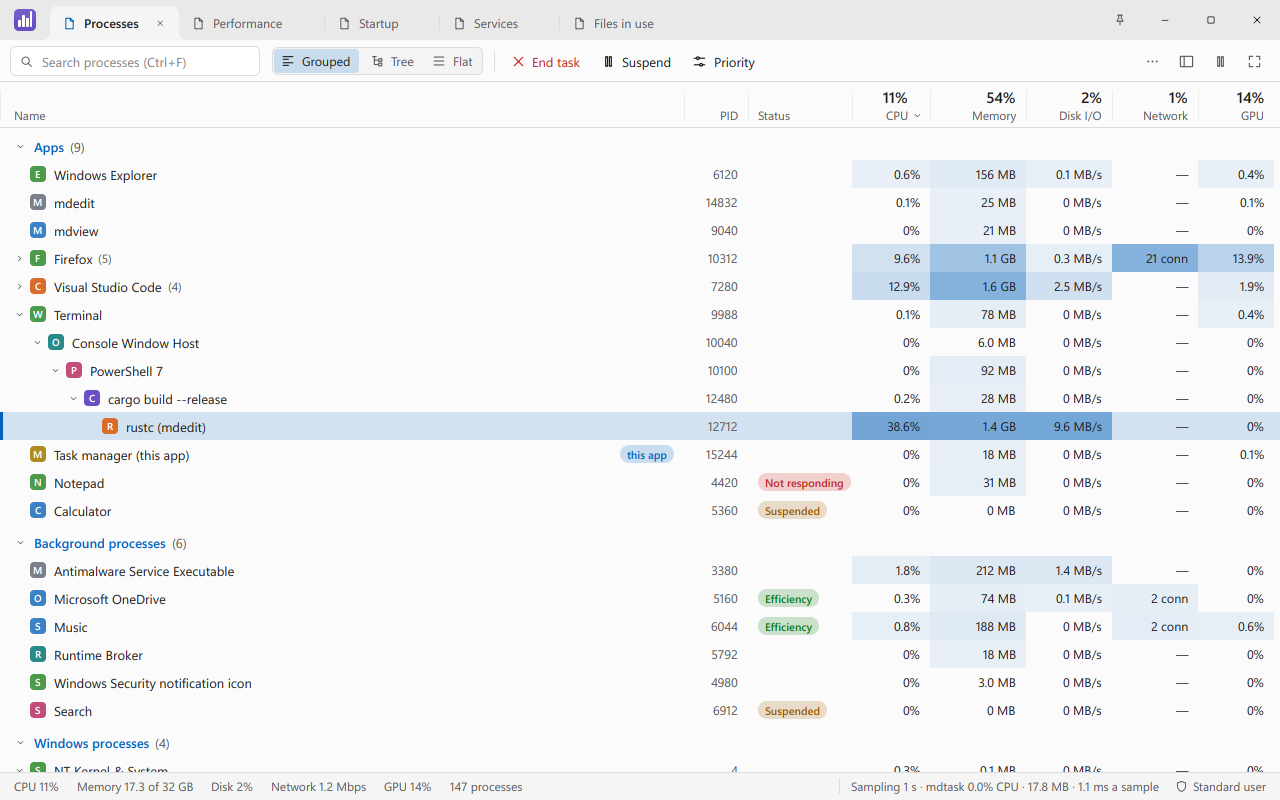 Processes × Performance Startup Services Files in use
Search processes (Ctrl+F) Grouped Tree Flat End task Suspend Priority ···
11% 54% 2% 1% 14%
Name PID Status CPU Memory Disk I/O Network GPU
Apps (9)
E Windows Explorer 6120 0.6% 156 MB 0.1 MB/s — 0.4%
M mdedit 14832 0.1% 25 MB 0 MB/s — 0.1%
M mdview 9040 0% 21 MB 0 MB/s — 0%
F Firefox (5) 10312 9.6% 1.1 GB 0.3 MB/s 21 conn 13.9%
C Visual Studio Code (4) 7280 12.9% 1.6 GB 2.5 MB/s — 1.9%
W Terminal 9988 0.1% 78 MB 0 MB/s — 0.4%
O Console Window Host 10040 0% 6.0 MB 0 MB/s — 0%
P PowerShell 7 10100 0% 92 MB 0 MB/s — 0%
C cargo build --release 12480 0.2% 28 MB 0 MB/s — 0%
R rustc (mdedit) 12712 38.6% 1.4 GB 9.6 MB/s — 0%
M Task manager (this app) this app 15244 0% 18 MB 0 MB/s — 0.1%
N Notepad 4420 Not responding 0% 31 MB 0 MB/s — 0%
C Calculator 5360 Suspended 0% 0 MB 0 MB/s — 0%
Background processes (6)
M Antimalware Service Executable 3380 1.8% 212 MB 1.4 MB/s — 0%
O Microsoft OneDrive 5160 Efficiency 0.3% 74 MB 0.1 MB/s 2 conn 0%
S Music 6044 Efficiency 0.8% 188 MB 0 MB/s 2 conn 0.6%
R Runtime Broker 5792 0% 18 MB 0 MB/s — 0%
S Windows Security notification icon 4980 0% 3.0 MB 0 MB/s — 0%
S Search 6912 Suspended 0% 0 MB 0 MB/s — 0%
Windows processes (4)
S NT Kernel & System 4 0.3% 0.1 MB 0 MB/s — 0%
CPU 11% Memory 17.3 of 32 GB Disk 2% Network 1.2 Mbps GPU 14% 147 processes Sampling 1 s · mdtask 0.0% CPU · 17.8 MB · 1.1 ms a sample Standard user